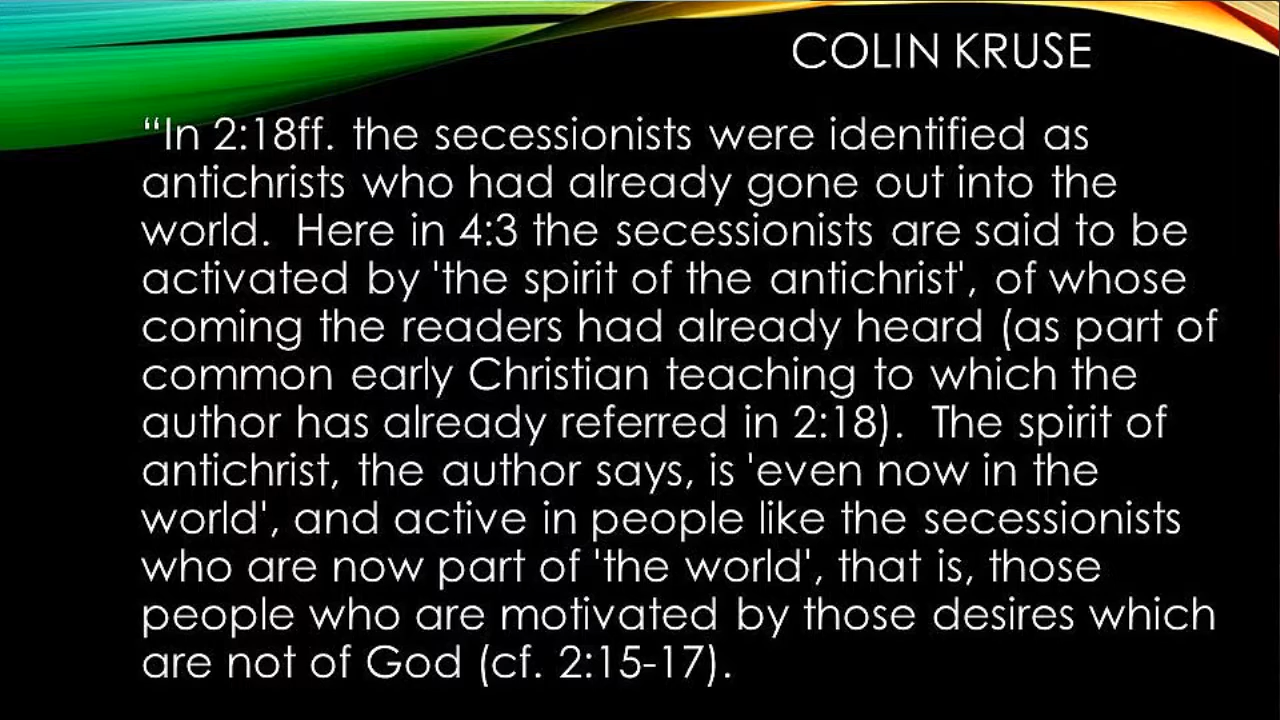 COLIN KRUSE
“In 2:18ff. the secessionists were identified as
antichrists who had already gone out into the
world.  Here in 4:3 the secessionists are said to be
activated by 'the spirit of the antichrist', of whose
coming the readers had already heard (as part of
common early Christian teaching to which the
author has already referred in 2:18).  The spirit of
antichrist, the author says, is 'even now in the
world', and active in people like the secessionists
who are now part of 'the world', that is, those
people who are motivated by those desires which
are not of God (cf. 2:15-17).